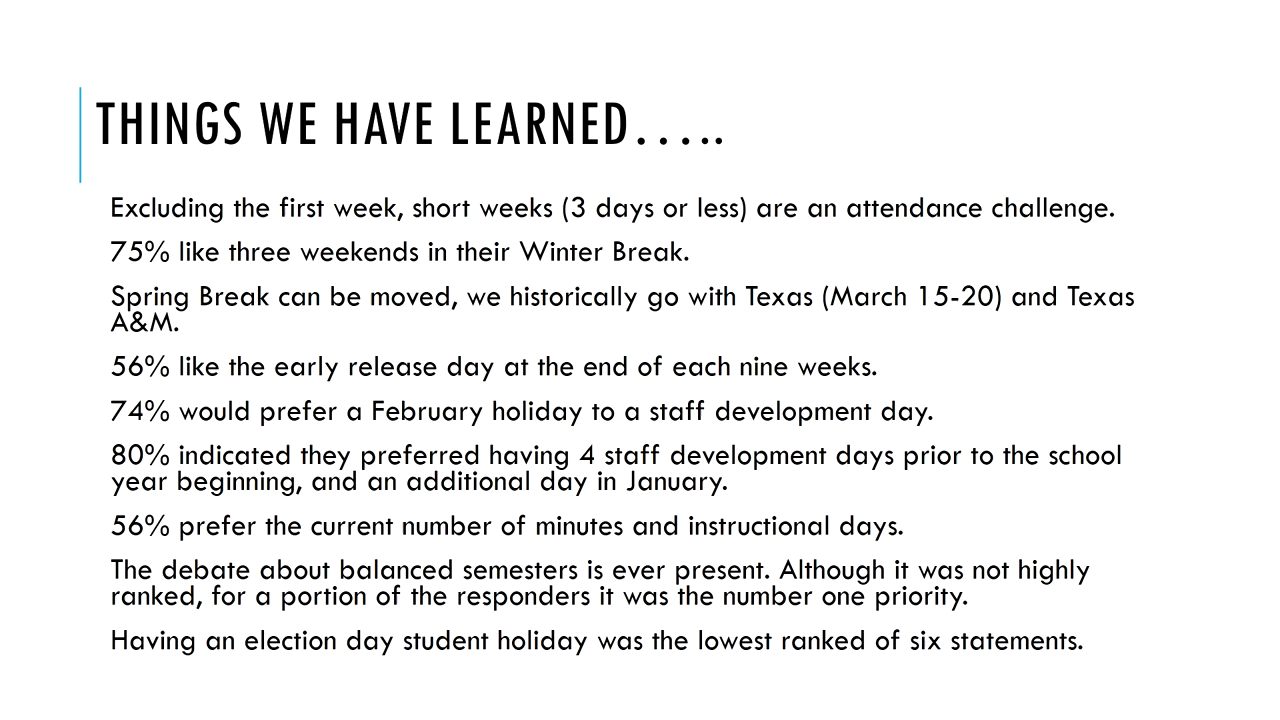 THINGS WE HAVE LEARNED.....
Excluding the first week, short weeks (3 days or less) are an attendance challenge.
75% like three weekends in their Winter Break.
Spring Break can be moved, we historically go with Texas (March 15-20) and Texas
A&M.
56% like the early release day at the end of each nine weeks.
74% would prefer a February holiday to a staff development day.
80% indicated they preferred having 4 staff development days prior to the school
year beginning, and an additional day in January.
56% prefer the current number of minutes and instructional days.
The debate about balanced semesters is ever present. Although it was not highly
ranked, for a portion of the responders it was the number one priority.
Having an election day student holiday was the lowest ranked of six statements.